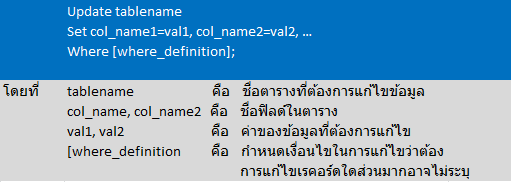 Update tablename
Set col_name1=val1, col_name2=val2, …
Where [where_definition];
โดยที่ tablename คือ ชื่อตารางที่ต้องการแก้ไขข้อมูล
col_name, col_name2 คือ ชื่อฟิลด์ในตาราง
val1, val2 คือ ค่าของข้อมูลที่ต้องการแก้ไข
[where_definition คือ กำหนดเงื่อนไขในการแก้ไขว่าต้อง
การแก้ไขเรคอร์ดใดส่วนมากอาจไม่ระบุ